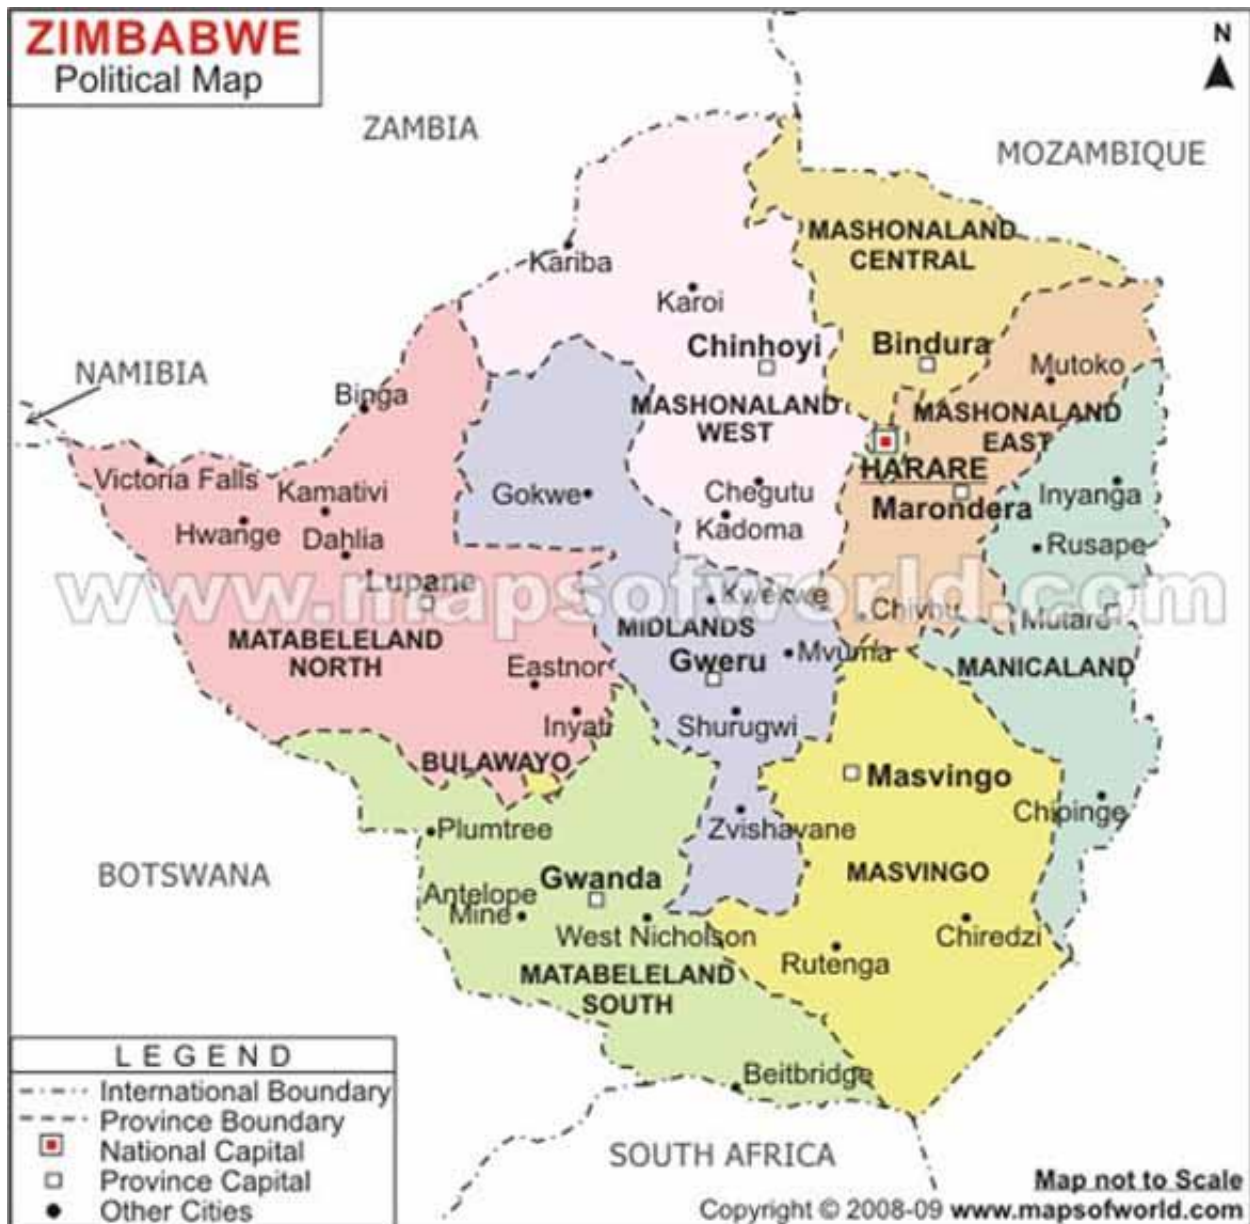 ZIMBABWE
Political Map
N
ZAMBIA
MOZAMBIQUE
MASHONALAND
CENTRAL
Kariba
Karoi
Chinhoyi
Bindura
NAMIBIA
Mutoko
Binga
MASHONALAND
WEST
MASHONALAND
EAST
HARARE
Victoria Falls
Kamativi
Gokwe
Chegutu
Marondera
Inyanga
Hwange
Dahlia
Kadoma
Rusape
Lupane
www.mapsofworld.com
Kwekwe
Chivhu
Mutare
MATABELELAND
NORTH
MIDLANDS
Gweru
Mvuma
MANICALAND
Eastnor
Inyati
Shurugwi
BULAWAYO
Masvingo
Plumtree
Zvishavane
Chipinge
BOTSWANA
Antelope
Mine
Gwanda
MASVINGO
West Nicholson
Chiredzi
Rutenga
MATABELELAND
SOUTH
Beitbridge
SOUTH AFRICA
LEGEND
International Boundary
Province Boundary
National Capital
Province Capital
Other Cities
Map not to Scale
Copyright © 2008-09 www.mapsofworld.com